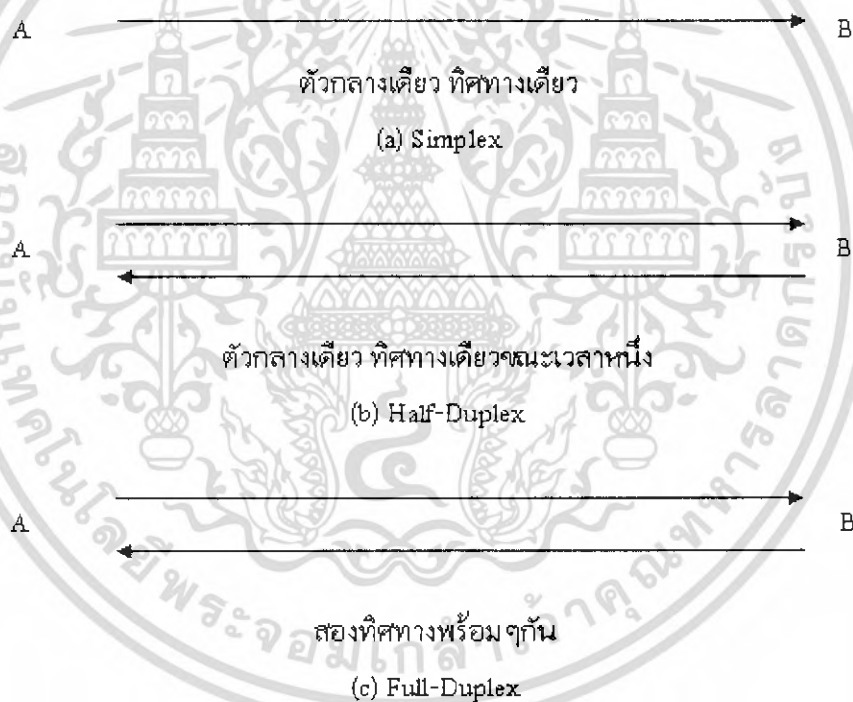 A B
ตัวกลางเดียว ทิศทางเดียว
(a) Simplex
A B
ตัวกลางเดียว ทิศทางเดียวขณะเวลาหนึ่ง
(b) Half-Duplex
A B
สองทิศทางพร้อมๆกัน
(c) Full-Duplex